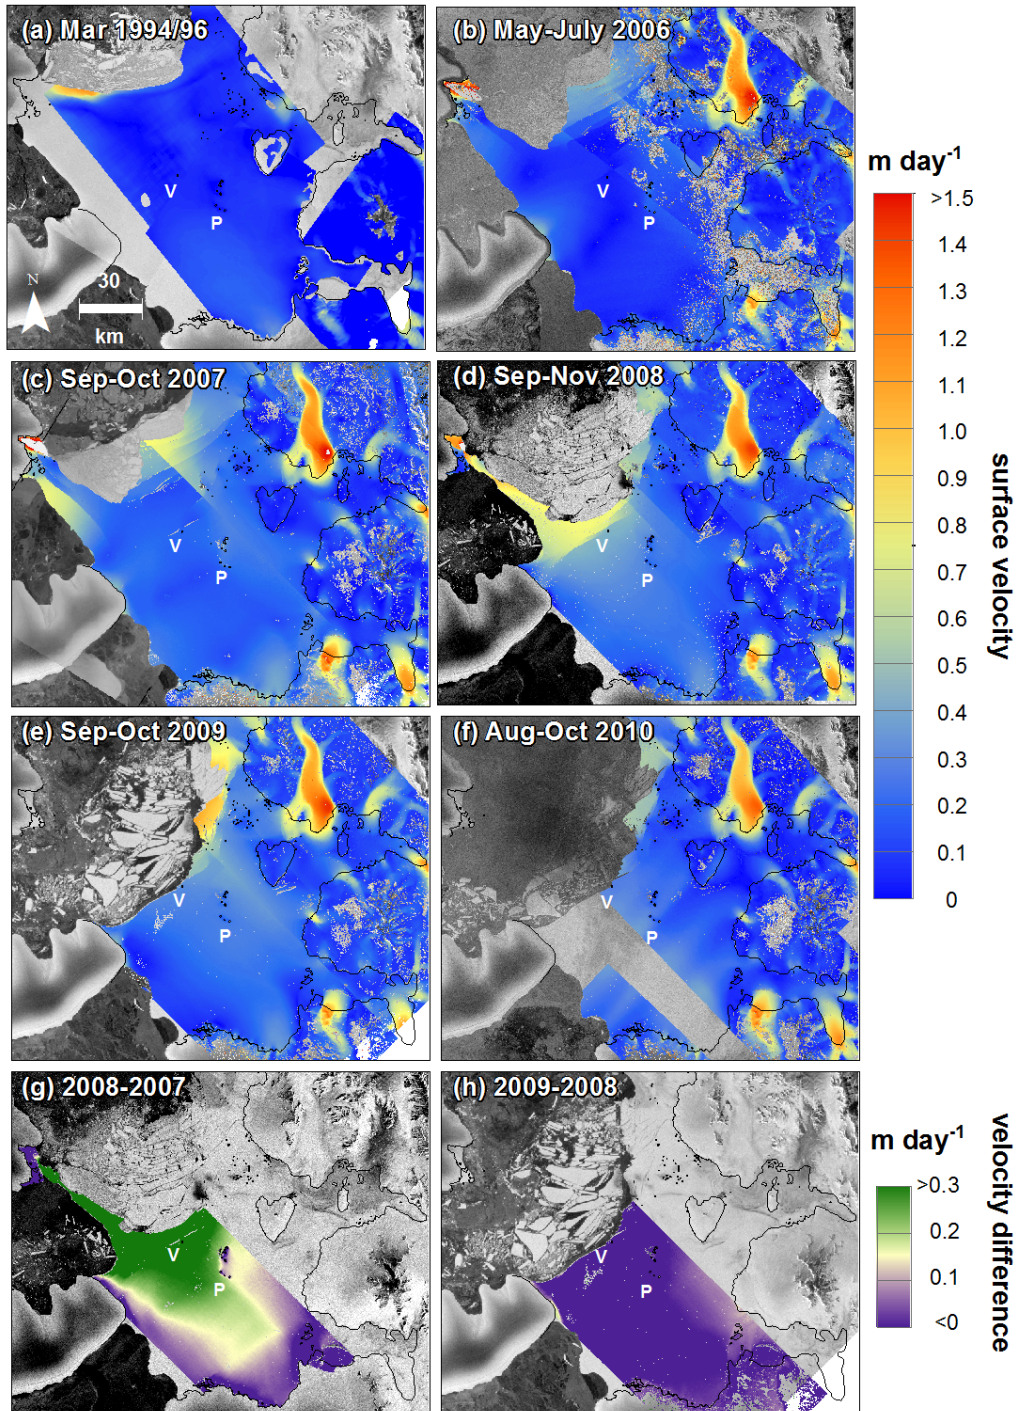 (a) Mar 1994/96
V
P
N
30
km
(b) May-July 2006
V
P
(c) Sep-Oct 2007
V
P
(d) Sep-Nov 2008
V
P
(e) Sep-Oct 2009
V
P
(f) Aug-Oct 2010
V
P
(g) 2008-2007
V
P
(h) 2009-2008
V
P
m day-1
>1.5
1.4
1.3
1.2
1.1
1.0
0.9
0.8
0.7
0.6
0.5
0.4
0.3
0.2
0.1
0
surface velocity
m day-1
>0.3
0.2
0.1
<0
velocity difference